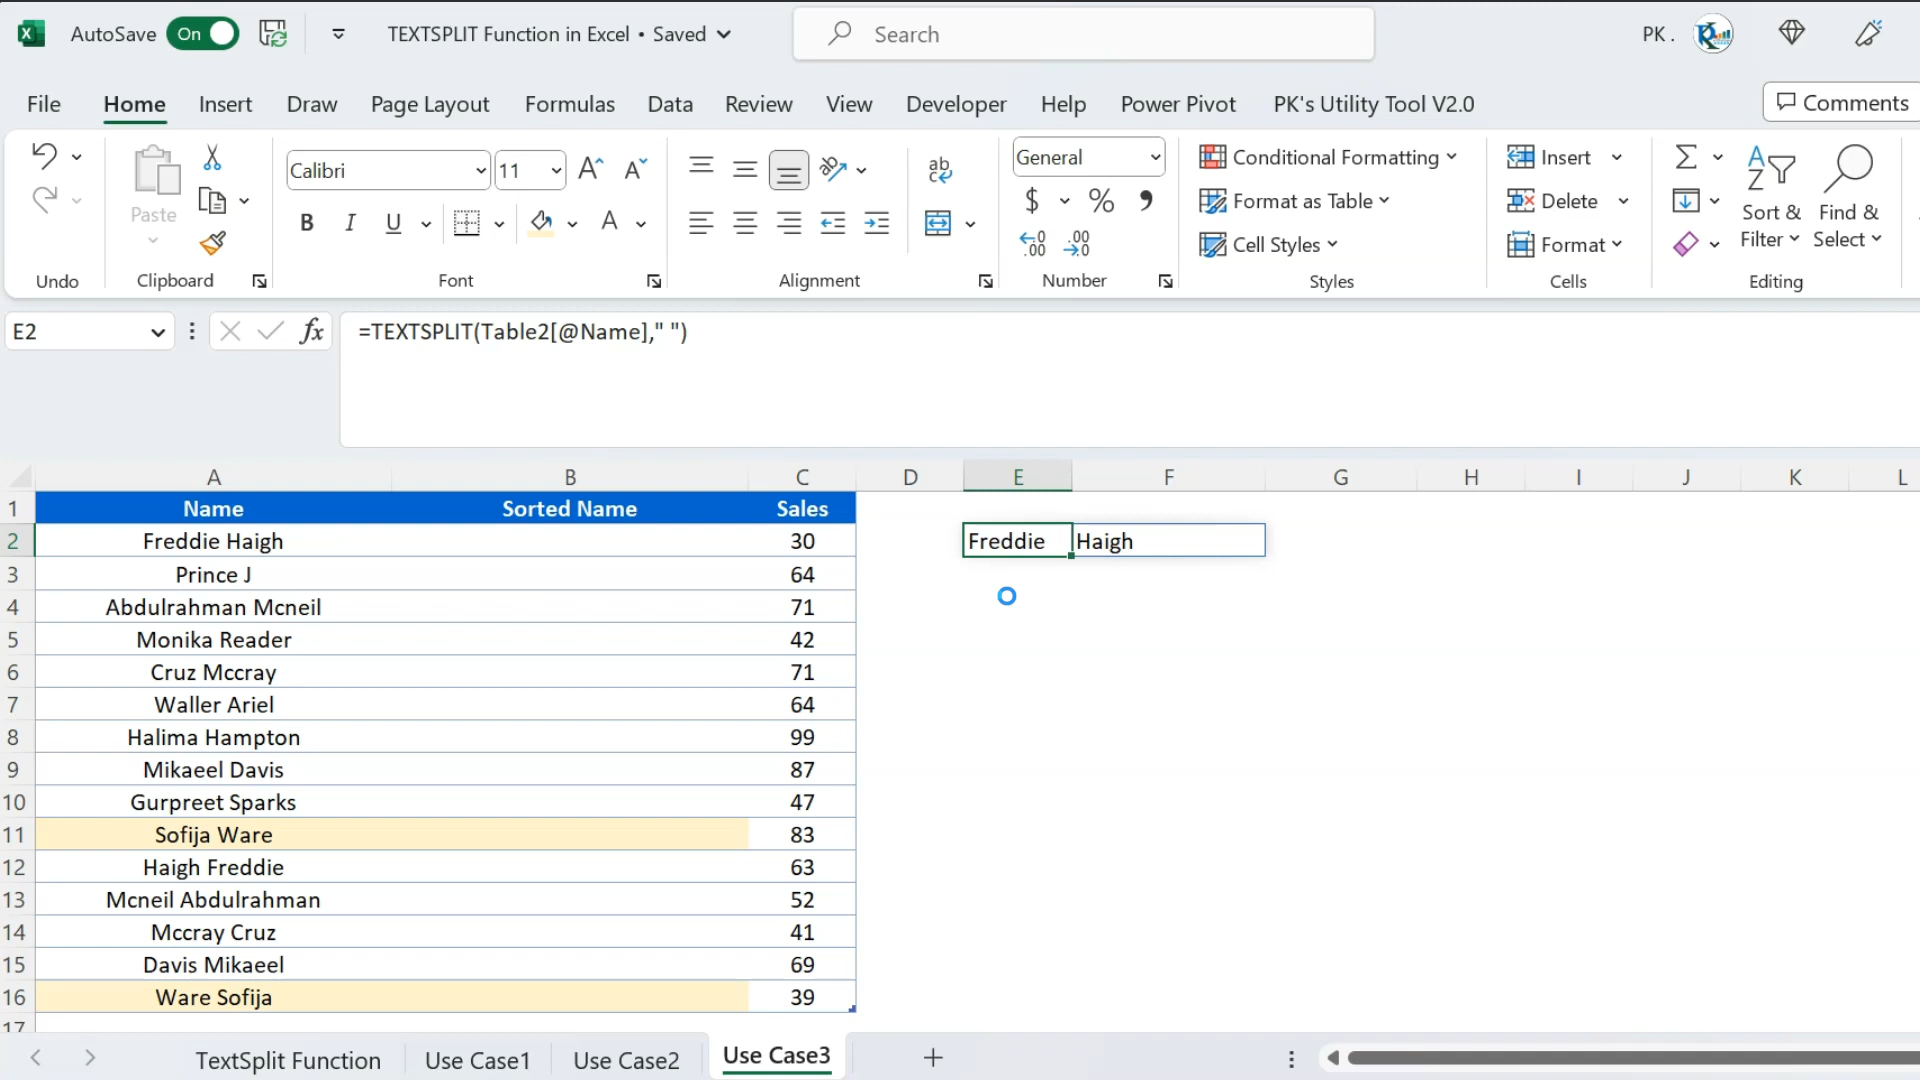 AutoSave On TEXTSPLIT Function in Excel • Saved Search PK .
File Home Insert Draw Page Layout Formulas Data Review View Developer Help Power Pivot PK's Utility Tool V2.0 Comments
Paste
Undo
Clipboard
Calibri 11
B I U A
Font
ab
Alignment
General
$ % ,
Number
Conditional Formatting
Format as Table
Cell Styles
Styles
Insert
Delete
Format
Cells
Sort &
Filter
Find &
Select
Editing
E2 fx =TEXTSPLIT(Table2[@Name]," ")
A B C D E F G H I J K L
1 Name Sorted Name Sales
2 Freddie Haigh 30 Freddie Haigh
3 Prince J 64
4 Abdulrahman Mcneil 71
5 Monika Reader 42
6 Cruz Mccray 71
7 Waller Ariel 64
8 Halima Hampton 99
9 Mikaeel Davis 87
10 Gurpreet Sparks 47
11 Sofija Ware 83
12 Haigh Freddie 63
13 Mcneil Abdulrahman 52
14 Mccray Cruz 41
15 Davis Mikaeel 69
16 Ware Sofija 39
17
TextSplit Function Use Case1 Use Case2 Use Case3